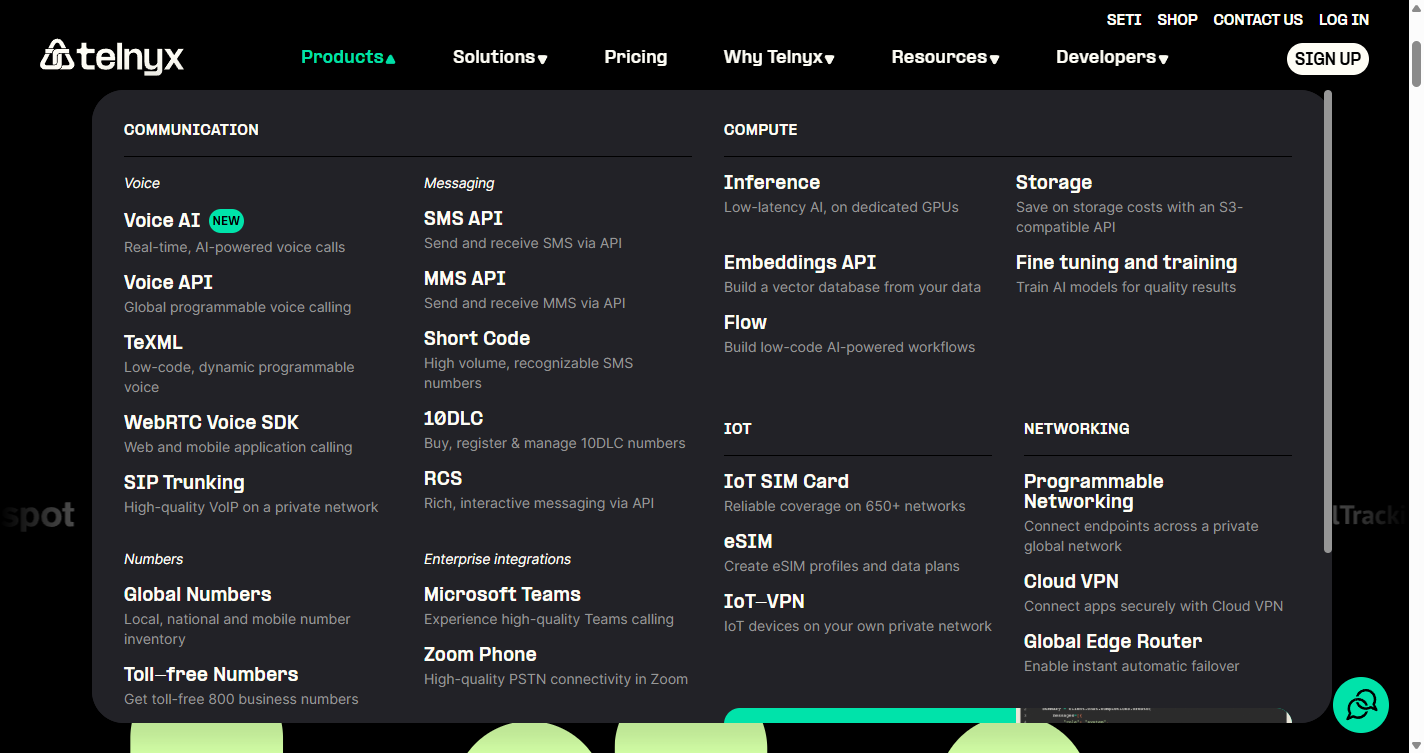 SETI SHOP CONTACT US LOG IN
telnyx Products Solutions Pricing Why Telnyx Resources Developers SIGN UP
COMMUNICATION
Voice
Voice AI NEW
Real-time, AI-powered voice calls
Voice API
Global programmable voice calling
TeXML
Low-code, dynamic programmable
voice
WebRTC Voice SDK
Web and mobile application calling
SIP Trunking
High-quality VoIP on a private network
Numbers
Global Numbers
Local, national and mobile number
inventory
Toll-free Numbers
Get toll-free 800 business numbers
Messaging
SMS API
Send and receive SMS via API
MMS API
Send and receive MMS via API
Short Code
High volume, recognizable SMS
numbers
10DLC
Buy, register & manage 10DLC numbers
RCS
Rich, interactive messaging via API
Enterprise integrations
Microsoft Teams
Experience high-quality Teams calling
Zoom Phone
High-quality PSTN connectivity in Zoom
COMPUTE
Inference
Low-latency AI, on dedicated GPUs
Embeddings API
Build a vector database from your data
Flow
Build low-code AI-powered workflows
Storage
Save on storage costs with an S3-
compatible API
Fine tuning and training
Train AI models for quality results
IOT
IoT SIM Card
Reliable coverage on 650+ networks
eSIM
Create eSIM profiles and data plans
IoT-VPN
IoT devices on your own private network
NETWORKING
Programmable
Networking
Connect endpoints across a private
global network
Cloud VPN
Connect apps securely with Cloud VPN
Global Edge Router
Enable instant automatic failover
spot
lTracki